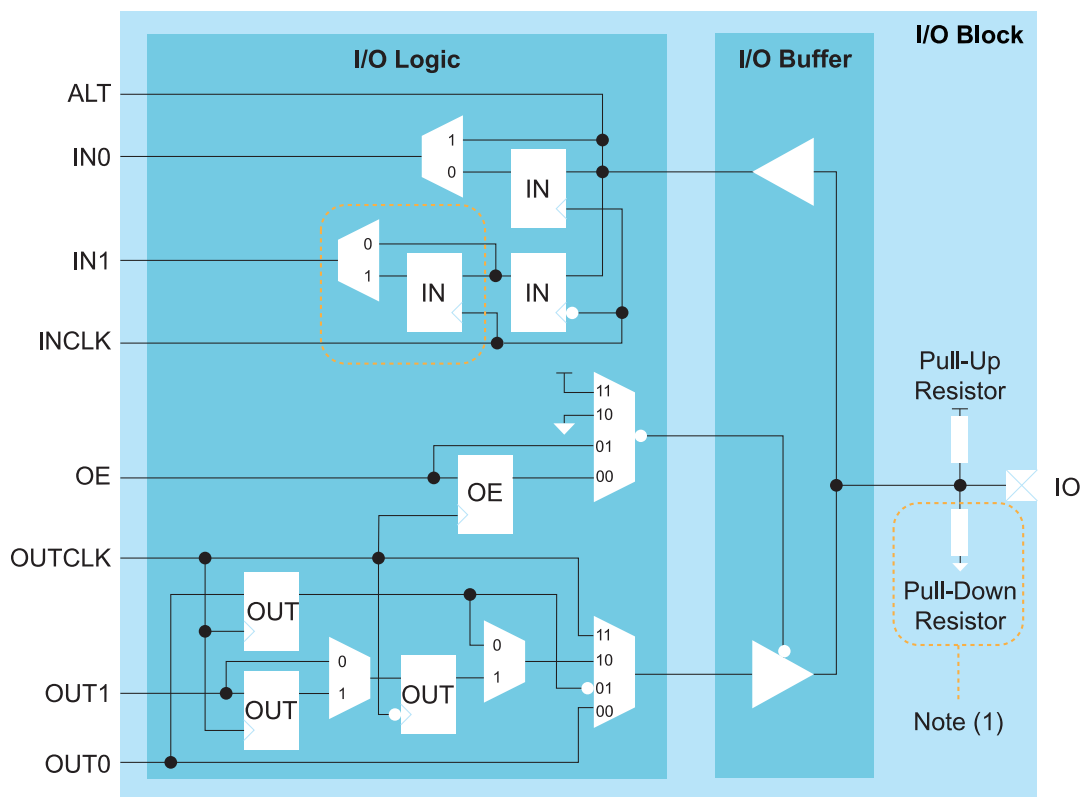 I/O Block
I/O Logic
I/O Buffer
ALT
1
IN0
0
IN
0
IN1
1
IN
IN
INCLK
Pull-Up
Resistor
11
10
01
OE
00
OE
IO
OUTCLK
OUT
Pull-Down
Resistor
11
0
10
0
1
01
OUT1
1
OUT
OUT
00
Note (1)
OUT0